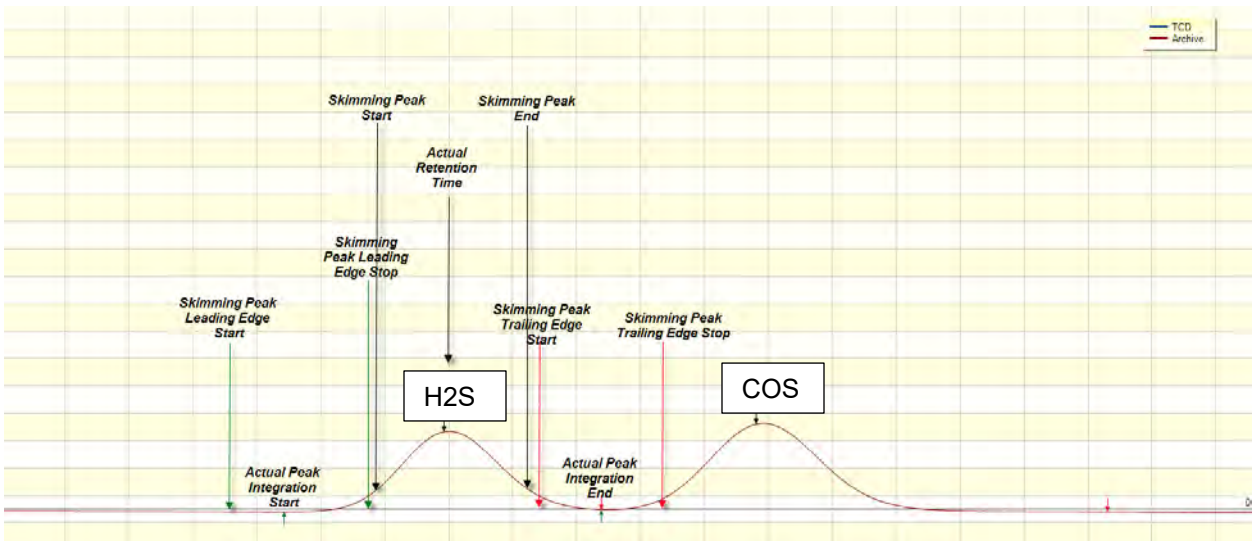 TCD
Archive
Skimming Peak
Start
Skimming Peak
End
Actual
Retention
Time
Skimming
Peak Leading
Edge Stop
Skimming Peak
Leading Edge
Start
Skimming Peak
Trailing Edge
Start
Skimming Peak
Trailing Edge Stop
H2S
COS
Actual Peak
Integration
Start
Actual Peak
Integration
End